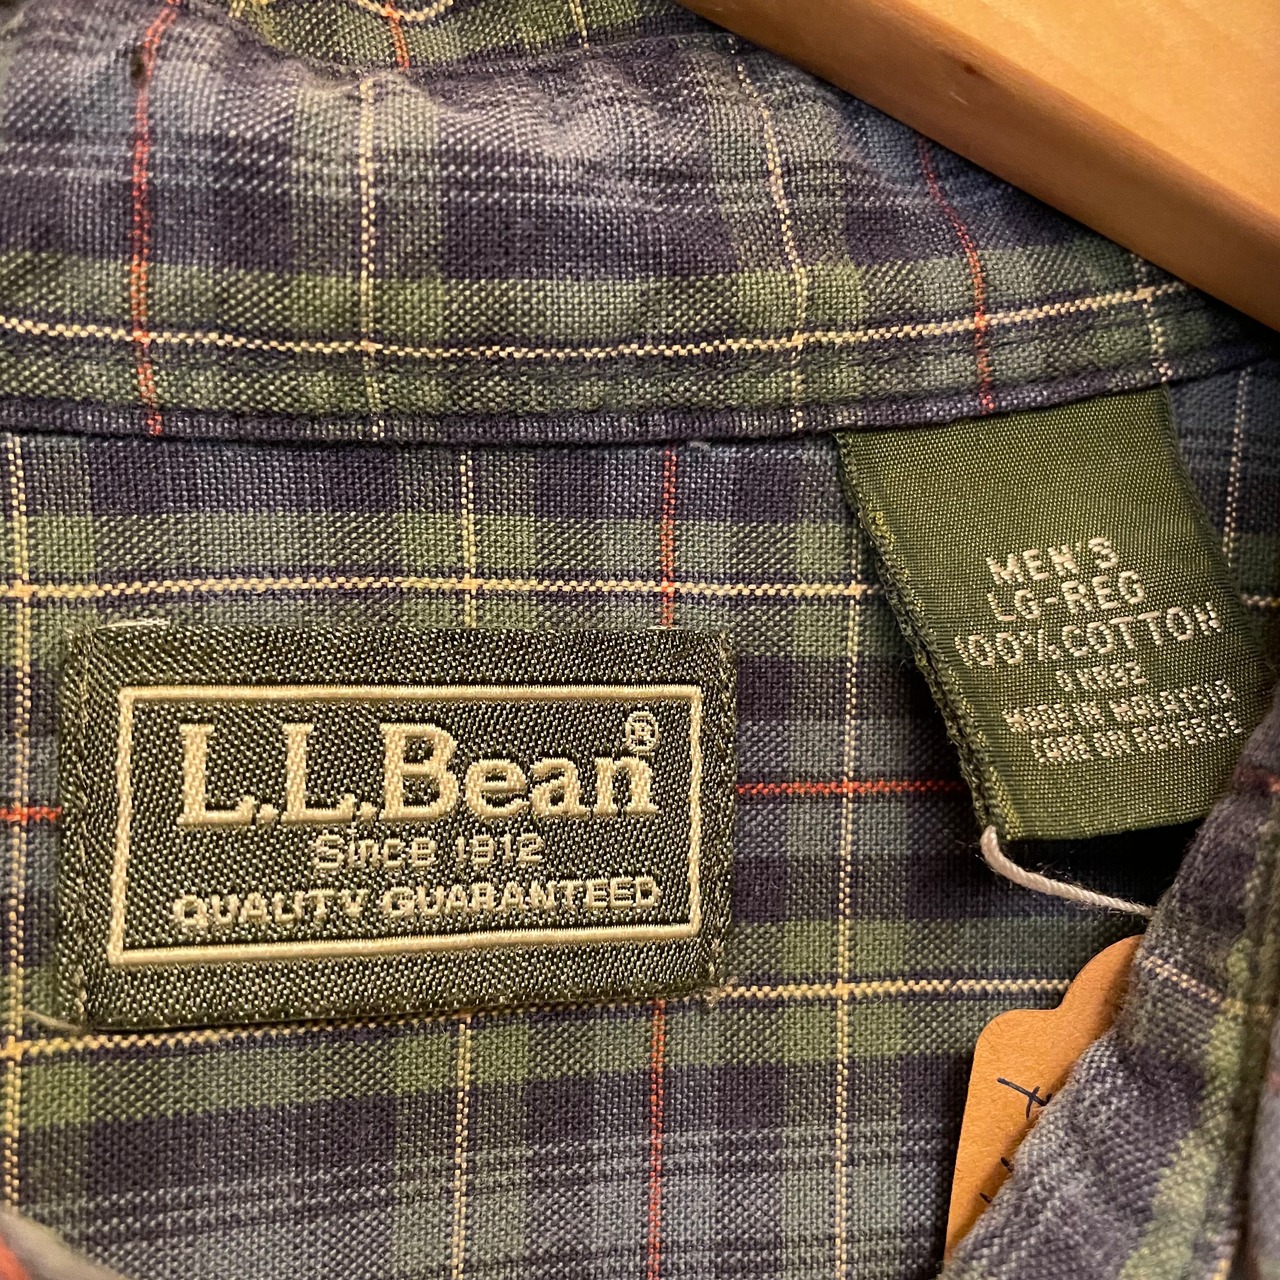 L.L.Bean®
Since 1912
QUALITY GUARANTEED
MEN'S
LG-REG
100% COTTON
MADE IN MALAYSIA
CARE ON REVERSE